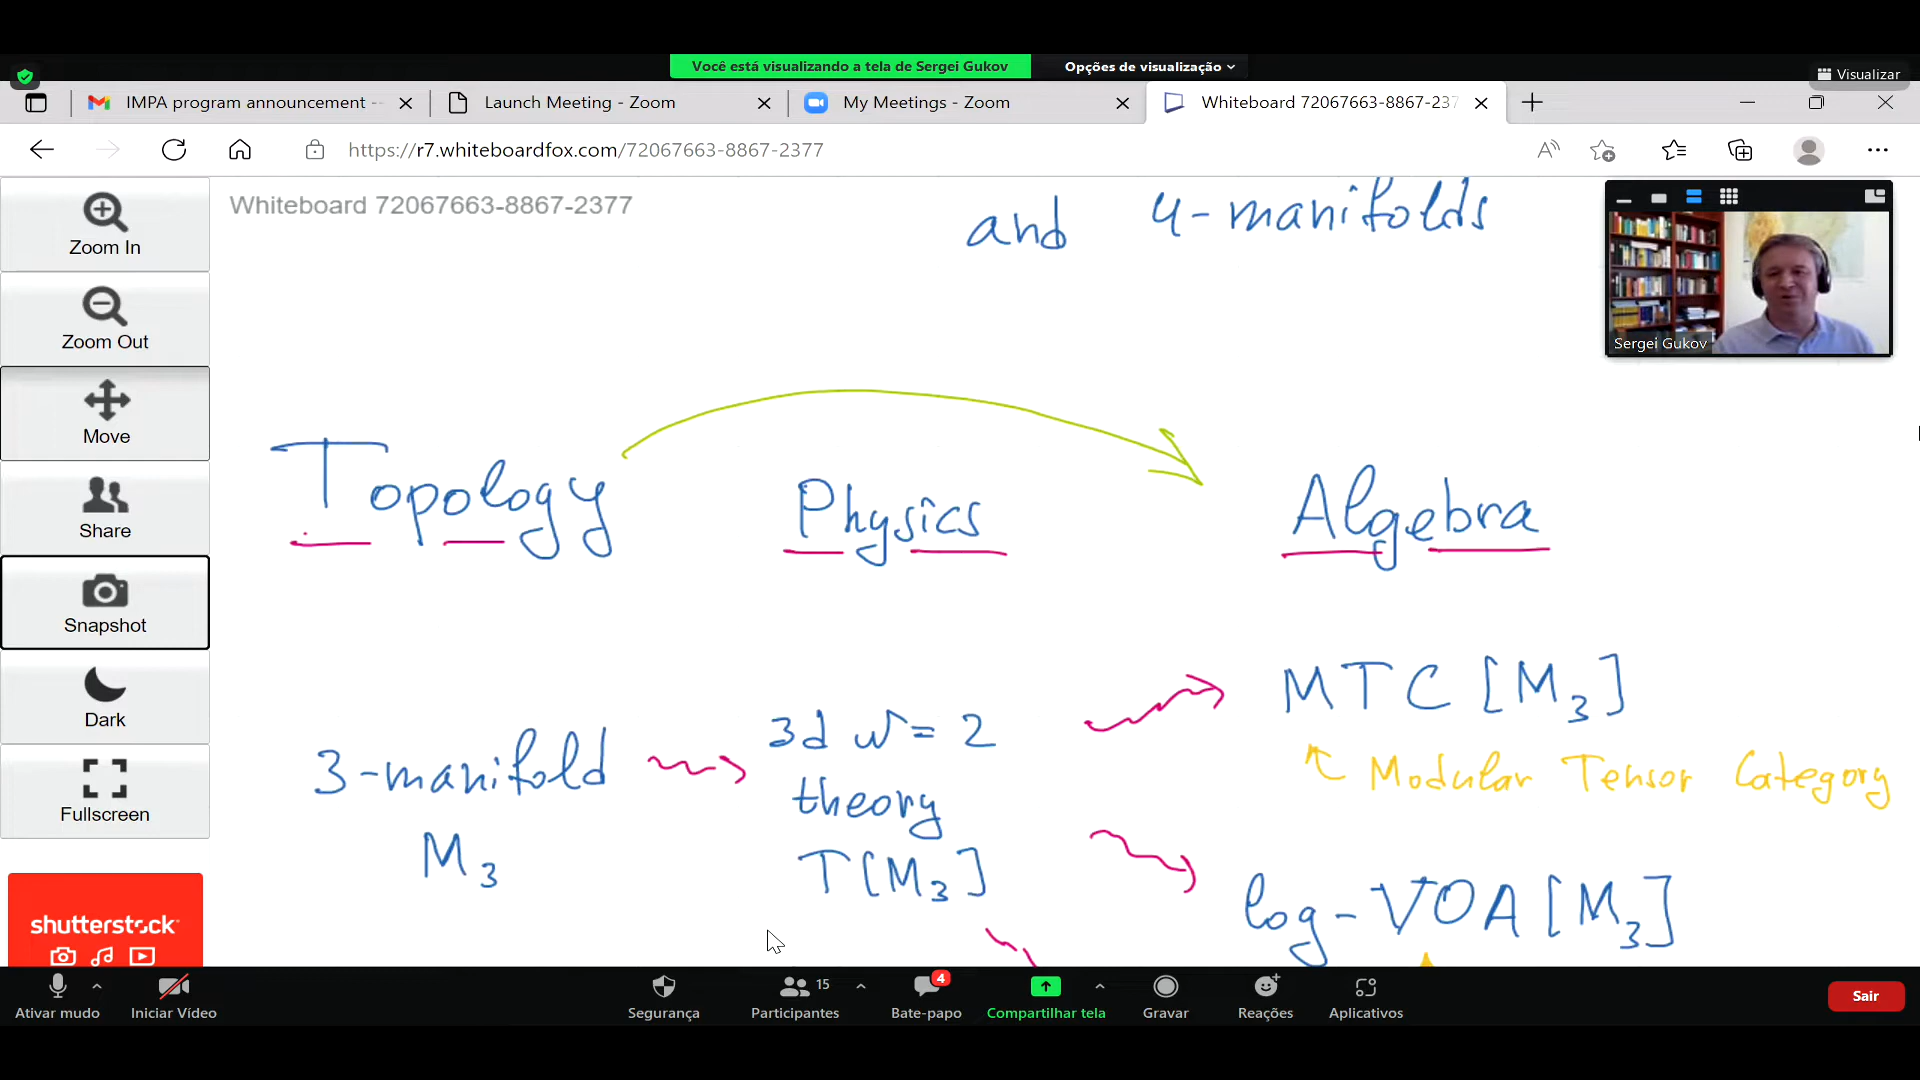 Você está visualizando a tela de Sergei Gukov
Opções de visualização
Visualizar
IMPA program announcement -
Launch Meeting - Zoom
My Meetings - Zoom
Whiteboard 72067663-8867-237
https://r7.whiteboardfox.com/72067663-8867-2377
Whiteboard 72067663-8867-2377
and 4-manifolds
Sergei Gukov
Zoom In
Zoom Out
Move
Share
Snapshot
Dark
Fullscreen
shutterstock
Topology Physics Algebra
MTC [M₃]
3d N = 2
Modular Tensor Category
3-manifold
theory
M₃
T[M₃]
log-VOA [M₃]
Ativar mudo
Iniciar Vídeo
Segurança
15
Participantes
4
Bate-papo
Compartilhar tela
Gravar
Reações
Aplicativos
Sair